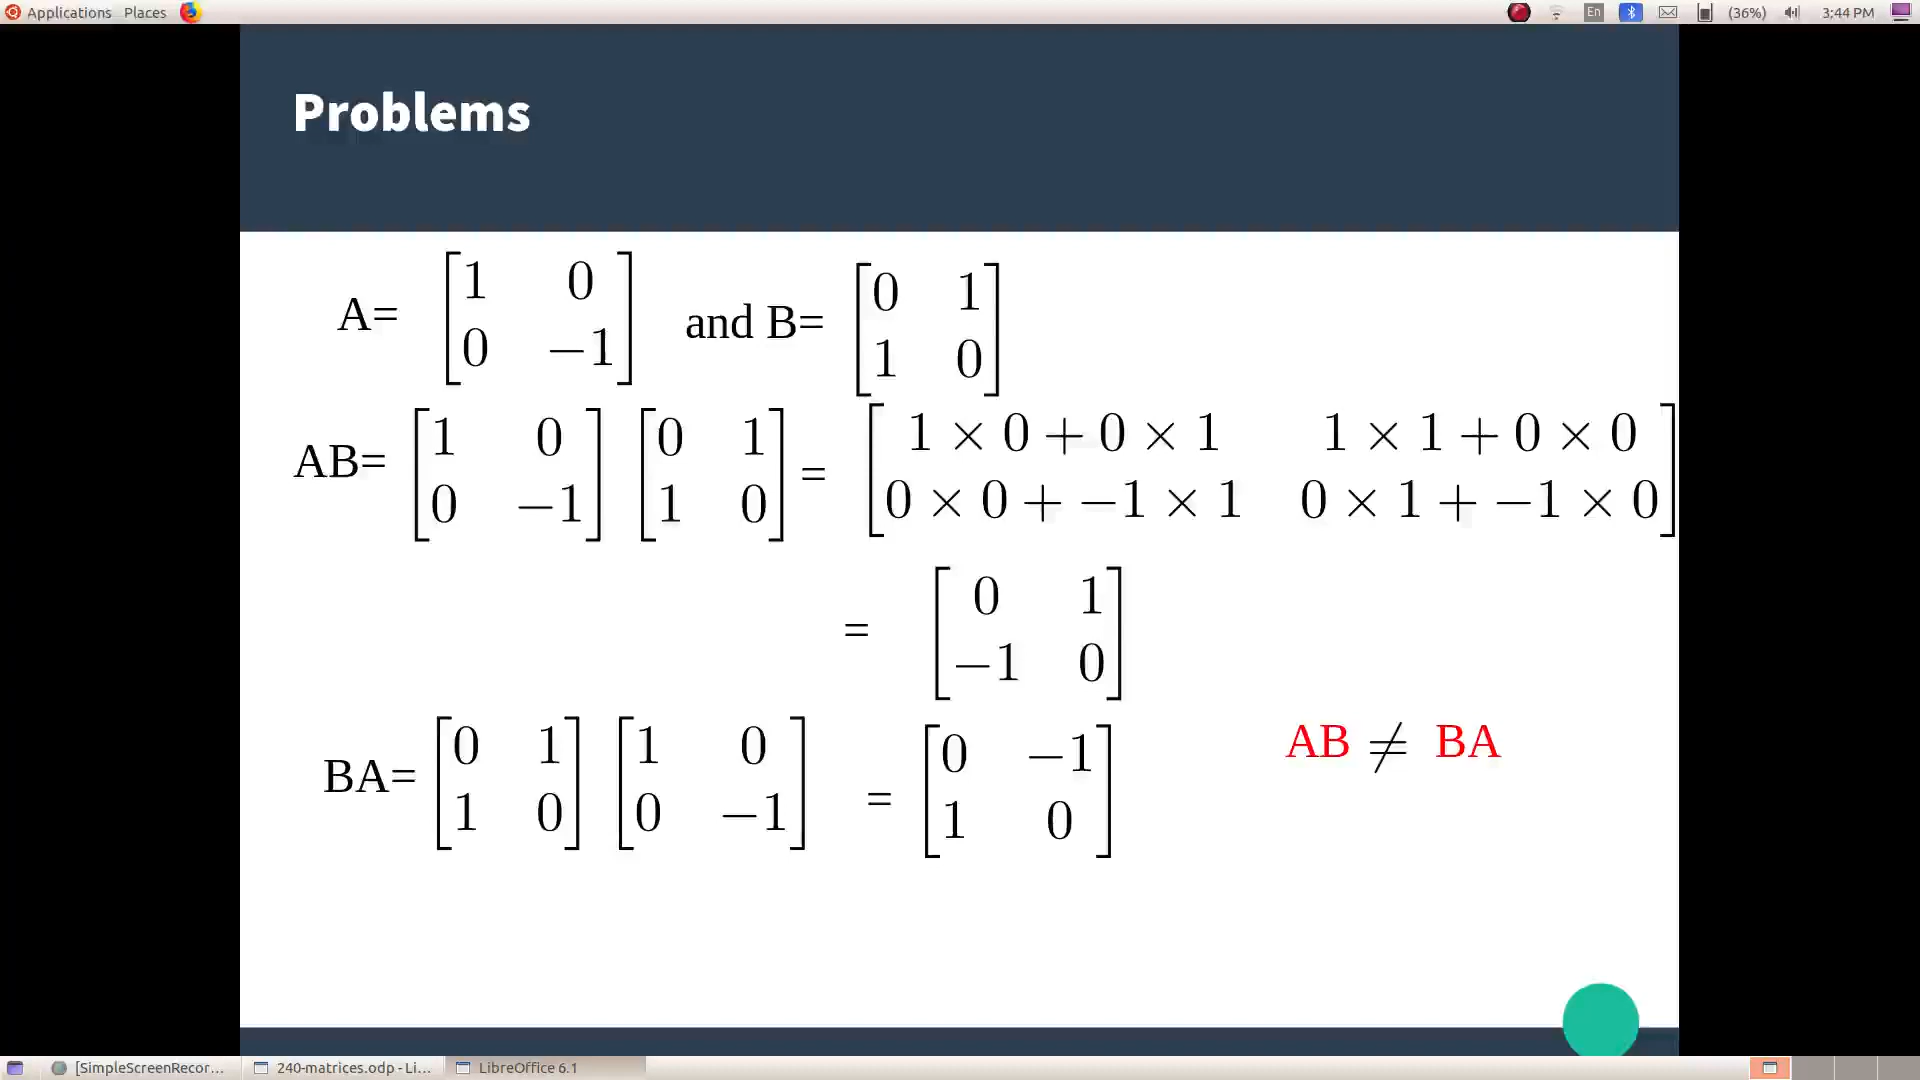 Applications Places En (36%) 3:44 PM
Problems
A= [1 0; 0 −1] and B= [0 1; 1 0]
AB= [1 0; 0 −1] [0 1; 1 0] = [1 × 0 + 0 × 1 1 × 1 + 0 × 0; 0 × 0 + −1 × 1 0 × 1 + −1 × 0]
= [0 1; −1 0]
BA= [0 1; 1 0] [1 0; 0 −1] = [0 −1; 1 0] AB ≠ BA
[SimpleScreenRecor... 240-matrices.odp - Li... LibreOffice 6.1